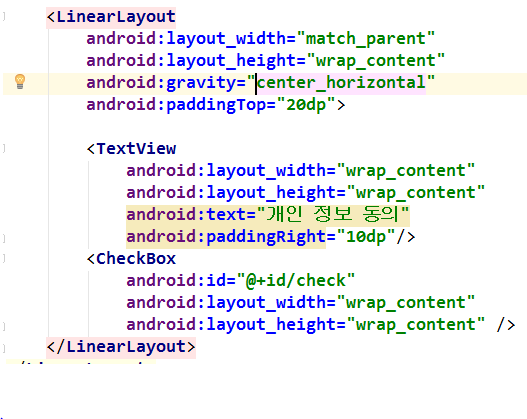 <LinearLayout
android:layout_width="match_parent"
android:layout_height="wrap_content"
android:gravity="center_horizontal"
android:paddingTop="20dp">
<TextView
android:layout_width="wrap_content"
android:layout_height="wrap_content"
android:text="개인 정보 동의"
android:paddingRight="10dp"/>
<CheckBox
android:id="@+id/check"
android:layout_width="wrap_content"
android:layout_height="wrap_content" />
</LinearLayout>